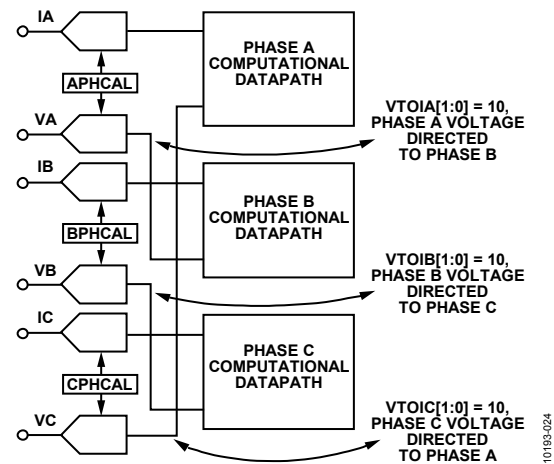 IA
PHASE A
COMPUTATIONAL
DATAPATH
APHCAL
VTOIA[1:0] = 10,
PHASE A VOLTAGE
DIRECTED
TO PHASE B
VA
IB
PHASE B
COMPUTATIONAL
DATAPATH
BPHCAL
VTOIB[1:0] = 10,
PHASE B VOLTAGE
DIRECTED
TO PHASE C
VB
IC
PHASE C
COMPUTATIONAL
DATAPATH
CPHCAL
VTOIC[1:0] = 10,
PHASE C VOLTAGE
DIRECTED
TO PHASE A
VC
10193-024